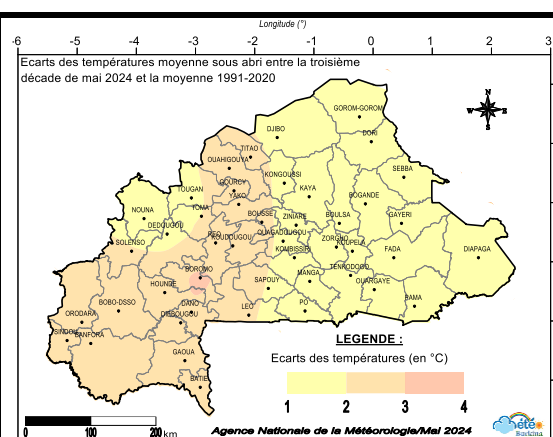 Longitude (°)
-6 -5 -4 -3 -2 -1 0 1 2 3
Ecarts des températures moyenne sous abri entre la troisième
décade de mai 2024 et la moyenne 1991-2020
GOROM-GOROM
N
W E
S
DJIBO
DORI
TITAO
OUAHIGOUYA
KONGOUSSI
SEBBA
TOUGAN
GOURCY
KAYA
YAKO
BOGANDE
NOUNA
TOMA
BOUSSE
ZINIARE
BOULSA
GAYERI
DEDOUGOU
REO
OUAGADOUGOU
ZORGHO
SOLENSO
KOUDOUGOU
KOMBISSIRI
KOUPELA
FADA
DIAPAGA
BOROMO
TENKODOGO
HOUNDE
SAPOUY
MANGA
OUARGAYE
BOBO-DSSO
DANO
LEO
PO
PAMA
ORODARA
DIEBOUGOU
SINDOU
BANFORA
GAOUA
BATIE
LEGENDE :
Ecarts des températures (en °C)
1 2 3 4
0 100 200 km
Agence Nationale de la Météorologie/Mai 2024
Météo
Burkina